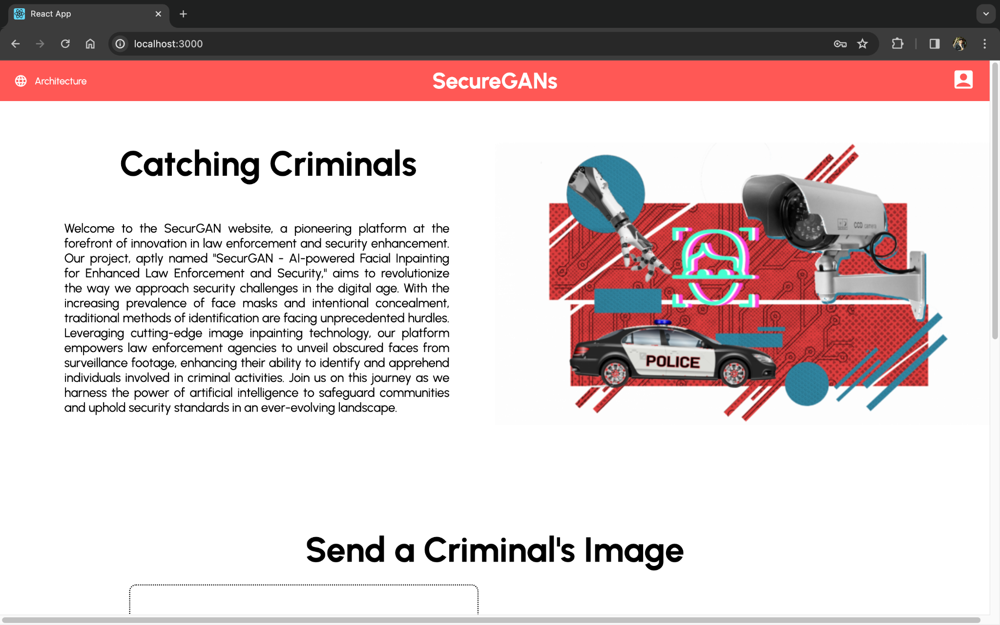 React App
localhost:3000
Architecture
SecureGANs
Catching Criminals
Welcome to the SecurGAN website, a pioneering platform at the
forefront of innovation in law enforcement and security enhancement.
Our project, aptly named "SecurGAN - AI-powered Facial Inpainting
for Enhanced Law Enforcement and Security," aims to revolutionize
the way we approach security challenges in the digital age. With the
increasing prevalence of face masks and intentional concealment,
traditional methods of identification are facing unprecedented hurdles.
Leveraging cutting-edge image inpainting technology, our platform
empowers law enforcement agencies to unveil obscured faces from
surveillance footage, enhancing their ability to identify and apprehend
individuals involved in criminal activities. Join us on this journey as we
harness the power of artificial intelligence to safeguard communities
and uphold security standards in an ever-evolving landscape.
CCD camera
POLICE
Send a Criminal's Image